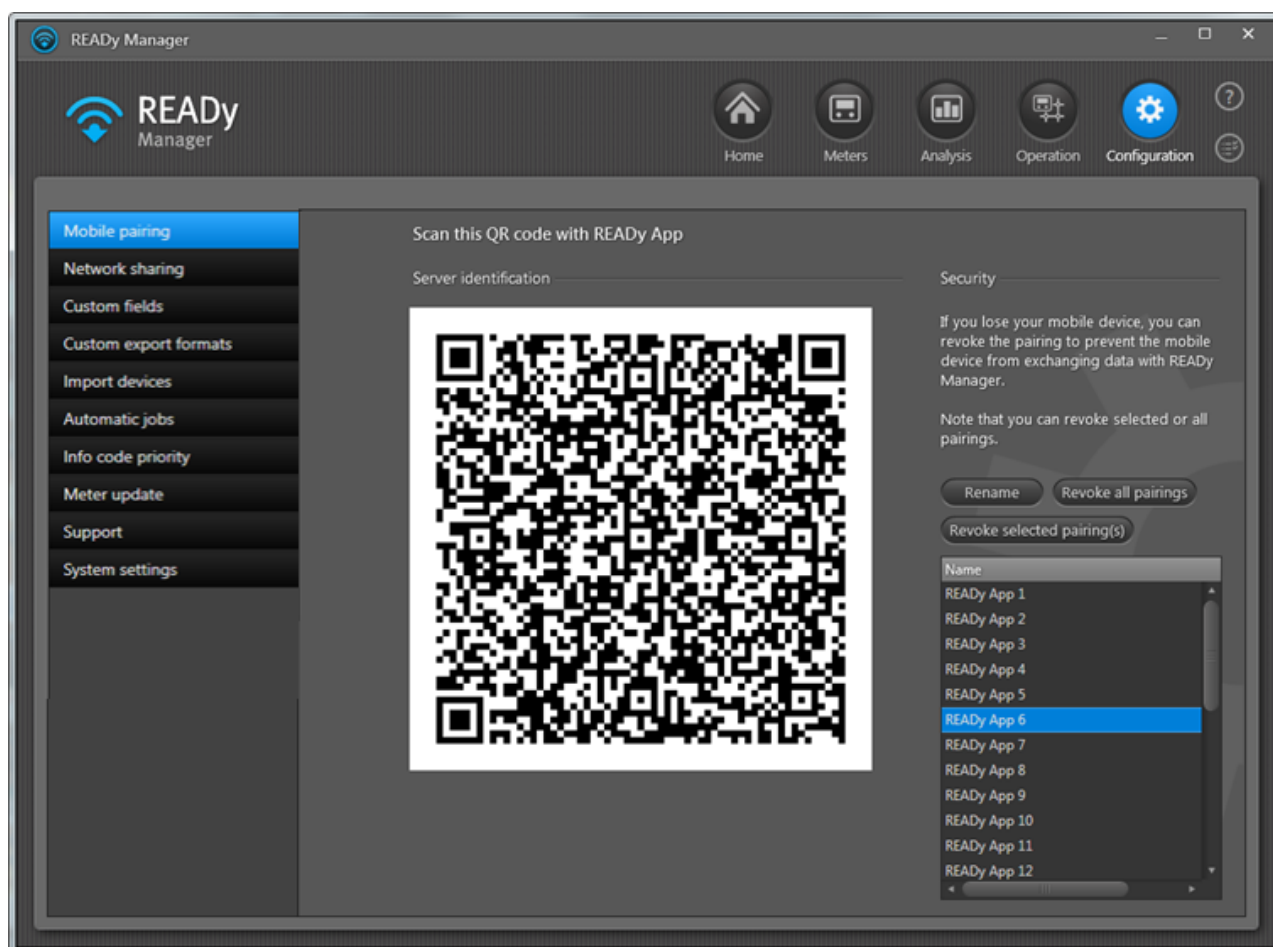 READy Manager
READy
Manager
Home
Meters
Analysis
Operation
Configuration
?
Mobile pairing
Network sharing
Custom fields
Custom export formats
Import devices
Automatic jobs
Info code priority
Meter update
Support
System settings
Scan this QR code with READy App
Server identification
Security
If you lose your mobile device, you can
revoke the pairing to prevent the mobile
device from exchanging data with READy
Manager.
Note that you can revoke selected or all
pairings.
Rename
Revoke all pairings
Revoke selected pairing(s)
Name
READy App 1
READy App 2
READy App 3
READy App 4
READy App 5
READy App 6
READy App 7
READy App 8
READy App 9
READy App 10
READy App 11
READy App 12